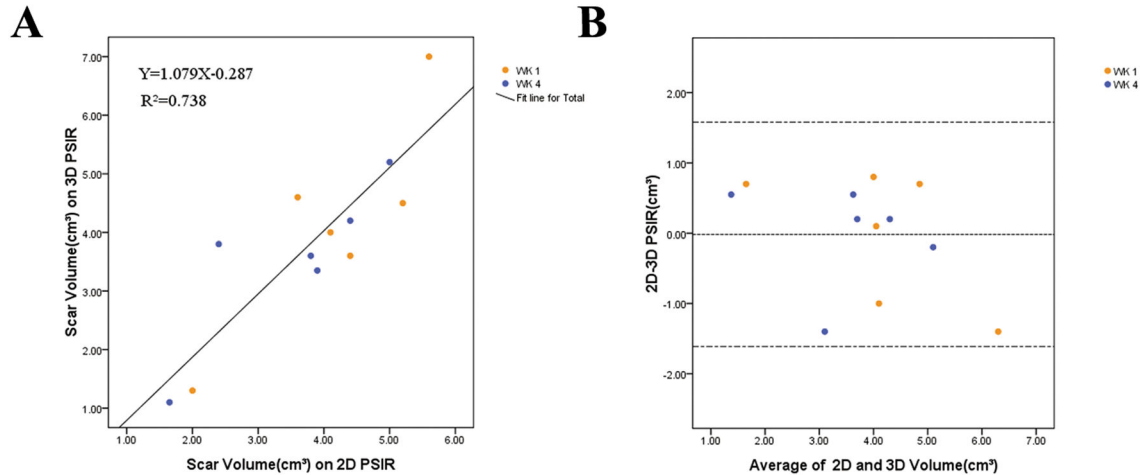 A
7.00
6.00
5.00
4.00
3.00
2.00
1.00
Scar Volume(cm³) on 3D PSIR
Y=1.079X-0.287
R²=0.738
1.00 2.00 3.00 4.00 5.00 6.00
Scar Volume(cm³) on 2D PSIR
WK 1
WK 4
Fit line for Total
B
2.00
1.00
0.00
-1.00
-2.00
2D-3D PSIR(cm³)
1.00 2.00 3.00 4.00 5.00 6.00 7.00
Average of 2D and 3D Volume(cm³)
WK 1
WK 4